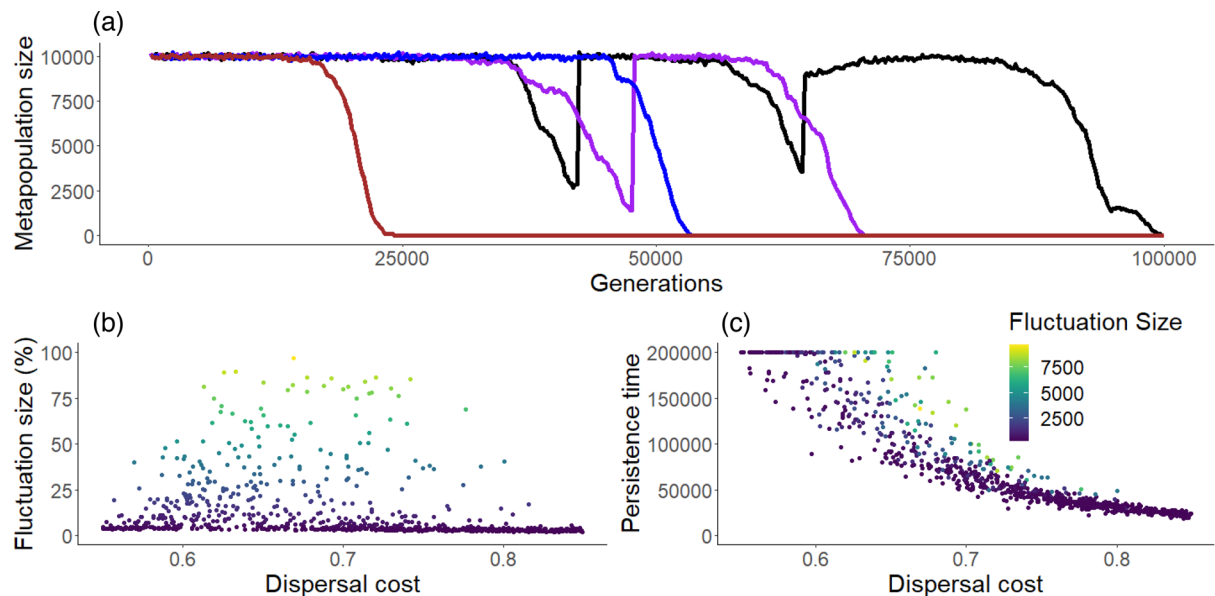 (a)
Metapopulation size
10000
7500
5000
2500
0
0 25000 50000 75000 100000
Generations
(b)
Fluctuation size (%)
100
75
50
25
0
0.6 0.7 0.8
Dispersal cost
(c)
Persistence time
200000
150000
100000
50000
0
0.6 0.7 0.8
Dispersal cost
Fluctuation Size
7500
5000
2500